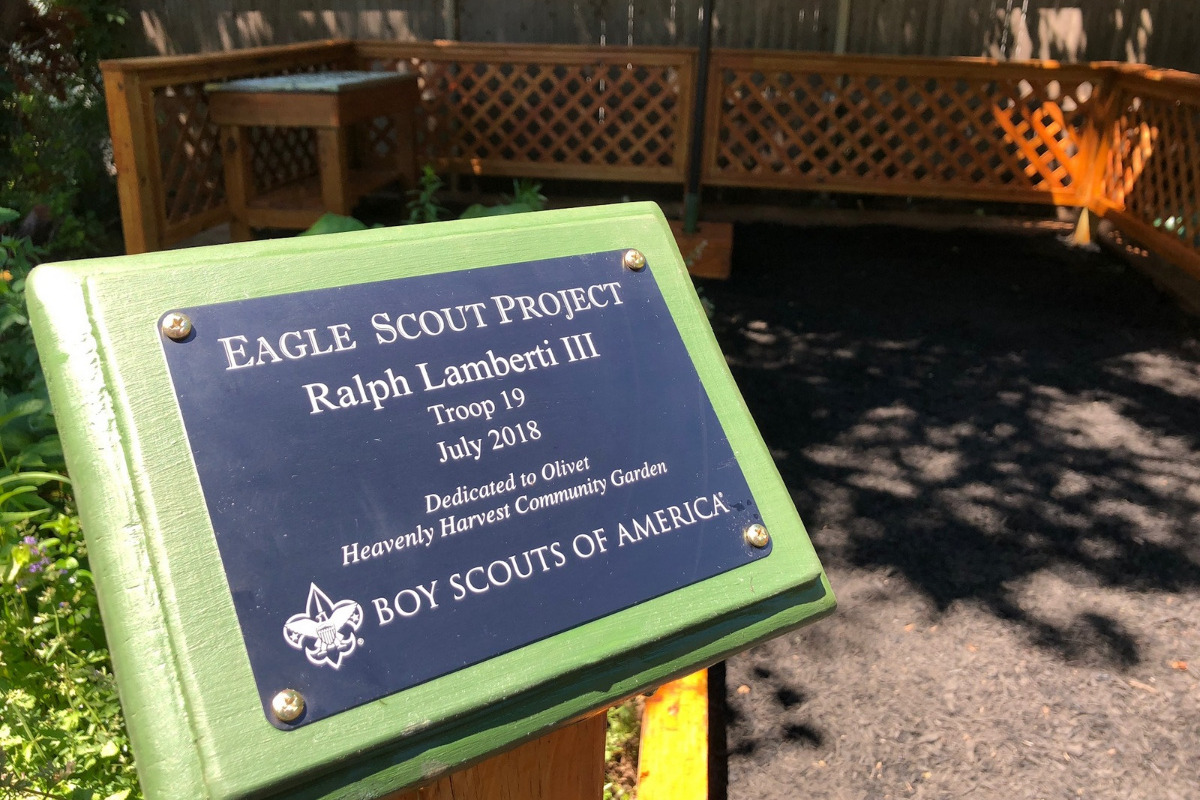 EAGLE SCOUT PROJECT
Ralph Lamberti III
Troop 19
July 2018
Dedicated to Olivet
Heavenly Harvest Community Garden
BOY SCOUTS OF AMERICA®